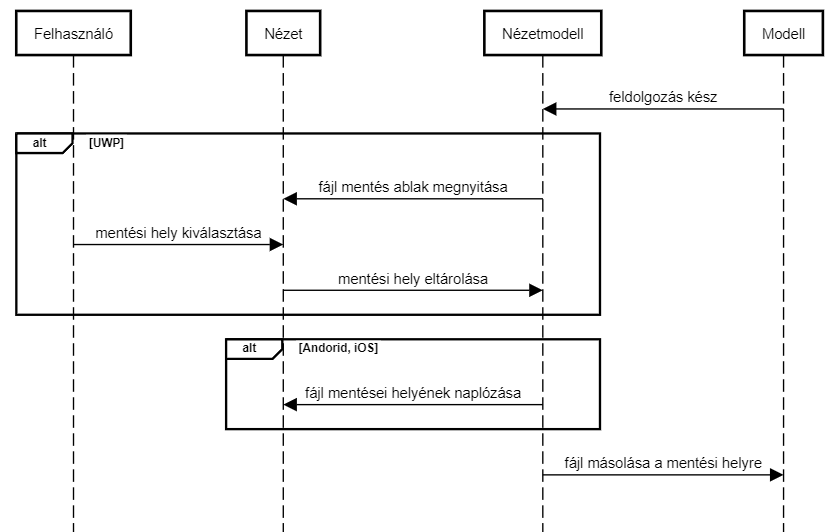 Felhasználó
Nézet
Nézetmodell
Modell
feldolgozás kész
alt
[UWP]
fájl mentés ablak megnyitása
mentési hely kiválasztása
mentési hely eltárolása
alt
[Andorid, iOS]
fájl mentései helyének naplózása
fájl másolása a mentési helyre